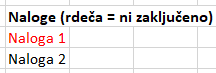 Naloge (rdeča = ni zaključeno)
Naloga 1
Naloga 2